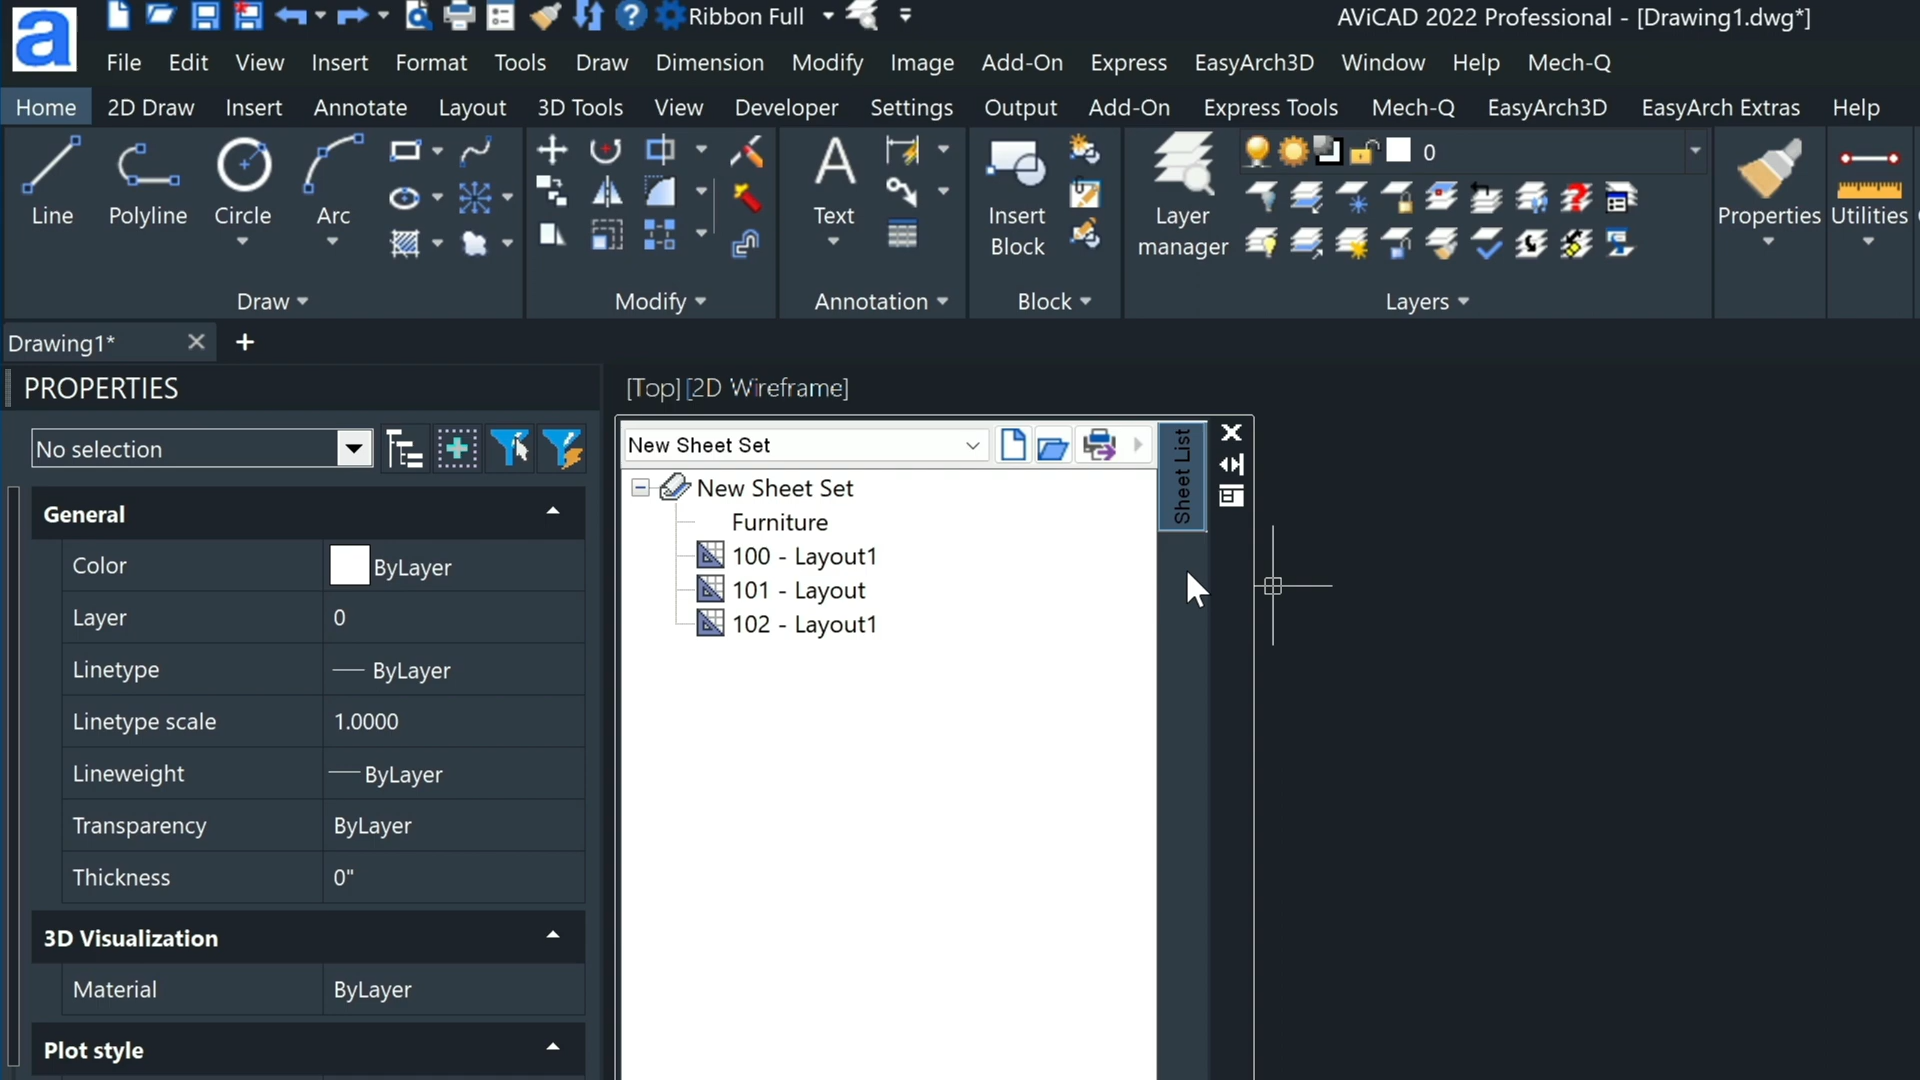 a
Ribbon Full
AViCAD 2022 Professional - [Drawing1.dwg*]
File Edit View Insert Format Tools Draw Dimension Modify Image Add-On Express EasyArch3D Window Help Mech-Q
Home 2D Draw Insert Annotate Layout 3D Tools View Developer Settings Output Add-On Express Tools Mech-Q EasyArch3D EasyArch Extras Help
0
Line Polyline Circle Arc Text Insert Block Layer manager Properties Utilities
Draw Modify Annotation Block Layers
Drawing1*
PROPERTIES
[Top] [2D Wireframe]
No selection
New Sheet Set
Sheet List
New Sheet Set
Furniture
100 - Layout1
101 - Layout
102 - Layout1
General
Color ByLayer
Layer 0
Linetype ByLayer
Linetype scale 1.0000
Lineweight ByLayer
Transparency ByLayer
Thickness 0"
3D Visualization
Material ByLayer
Plot style